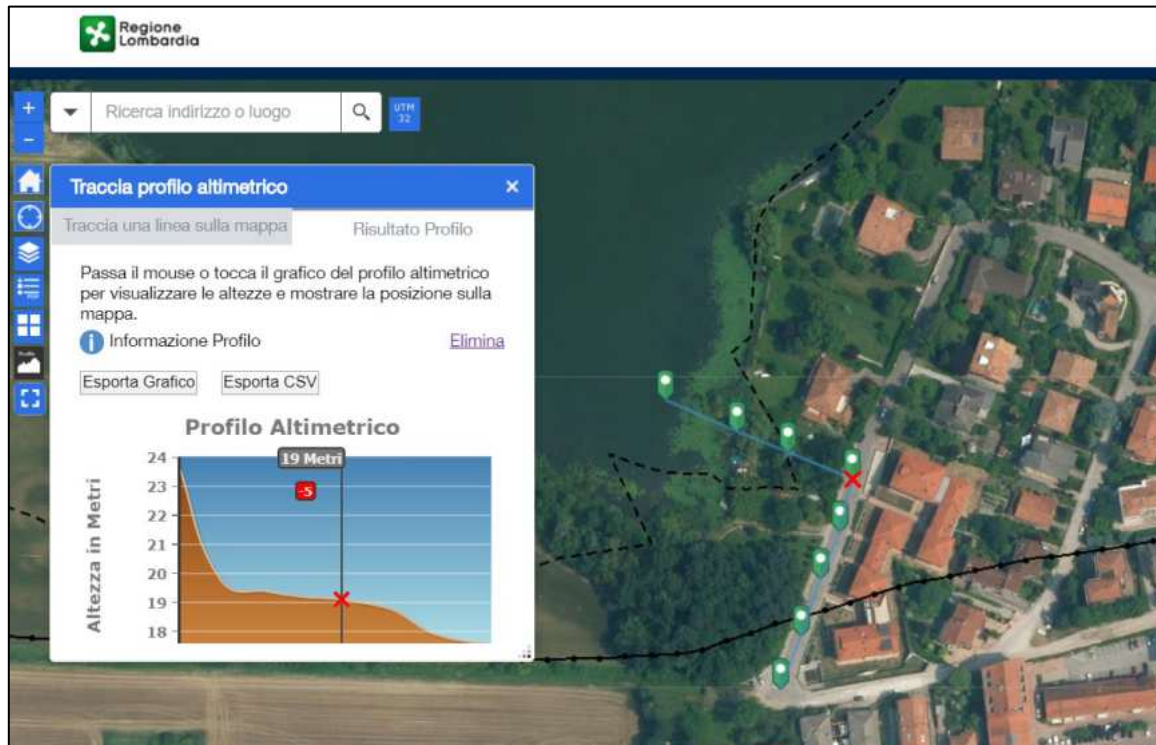 Regione
Lombardia
+
Ricerca indirizzo o luogo
UTM
32
-
Traccia profilo altimetrico
×
Traccia una linea sulla mappa
Risultato Profilo
Passa il mouse o tocca il grafico del profilo altimetrico
per visualizzare le altezze e mostrare la posizione sulla
mappa.
i Informazione Profilo
Elimina
Esporta Grafico
Esporta CSV
Profilo Altimetrico
Altezza in Metri
24
23
22
21
20
19
18
19 Metri
-5